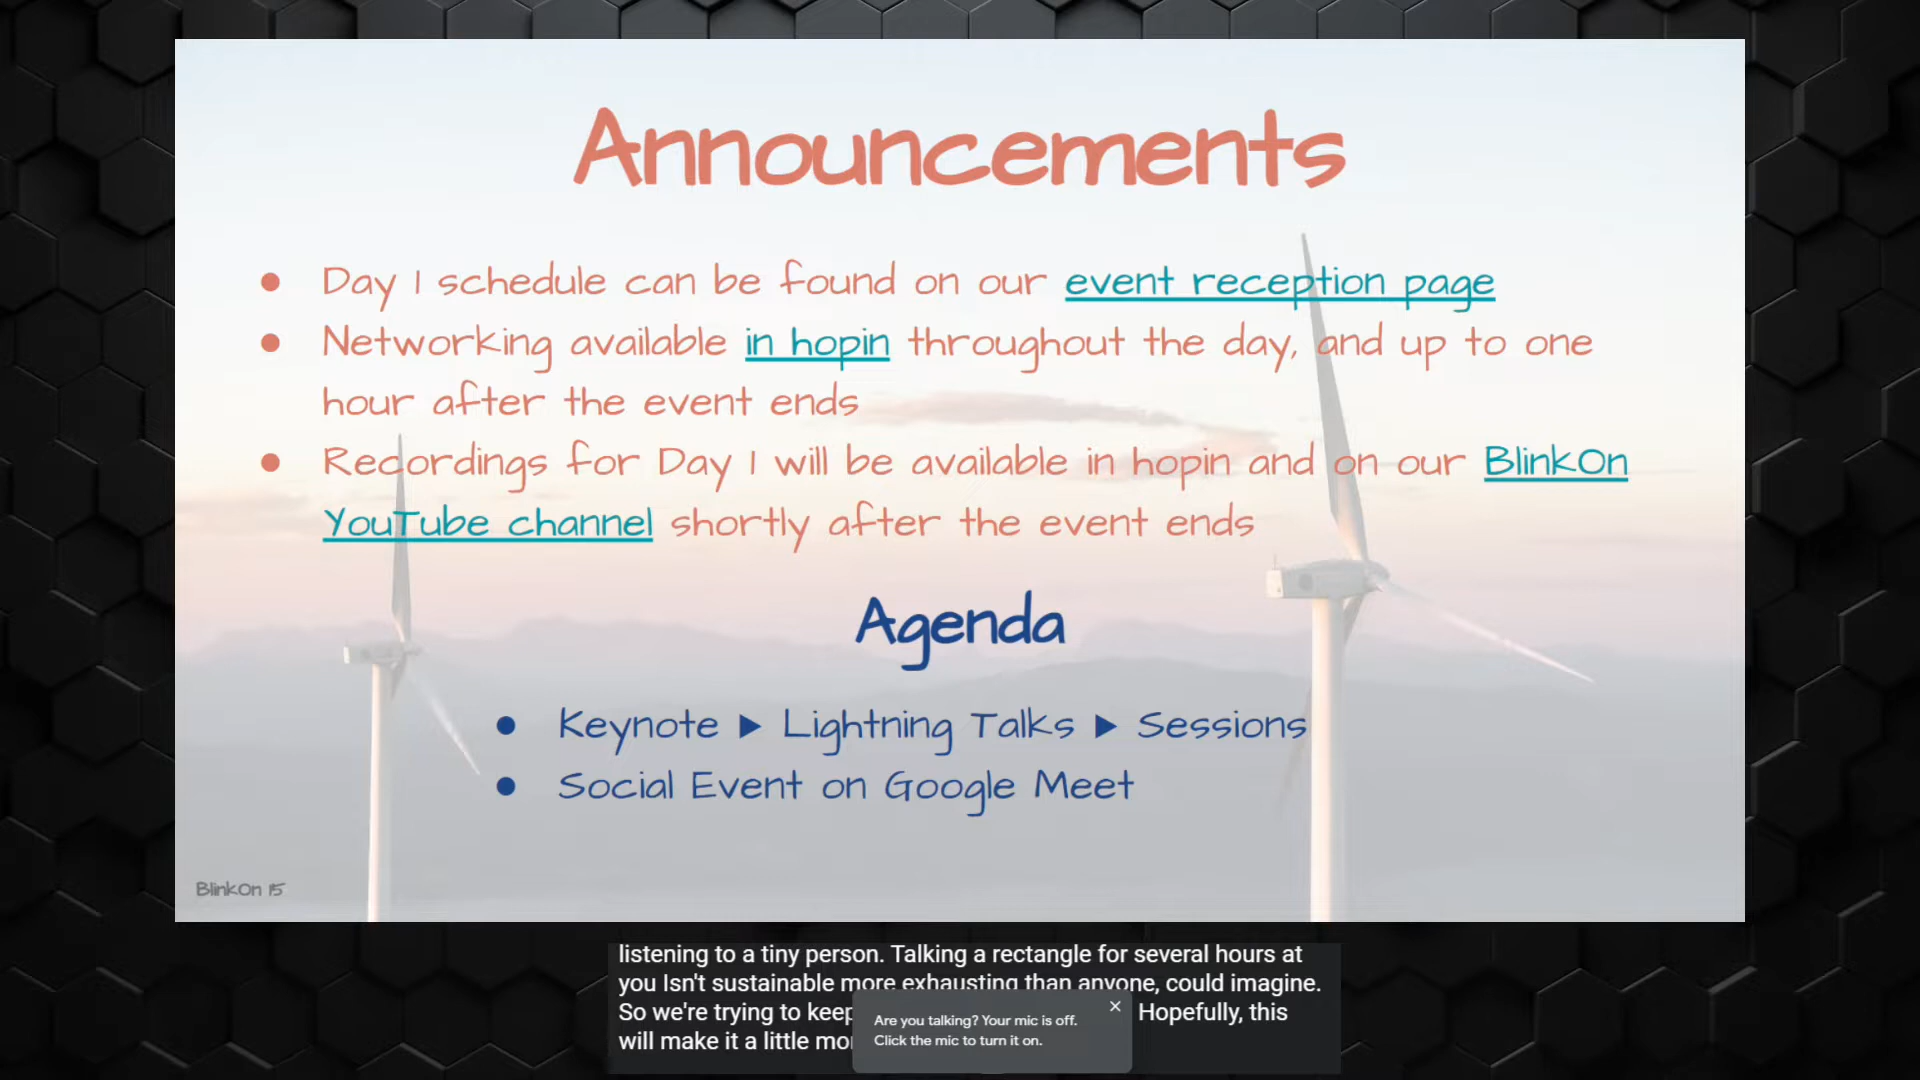 Announcements
● Day 1 schedule can be found on our event reception page
● Networking available in hopin throughout the day, and up to one
hour after the event ends
● Recordings for Day 1 will be available in hopin and on our BlinkOn
YouTube channel shortly after the event ends
Agenda
● Keynote ▶ Lightning Talks ▶ Sessions
● Social Event on Google Meet
BlinkOn 15
listening to a tiny person. Talking a rectangle for several hours at
you Isn't sustainable more exhausting than anyone, could imagine.
So we're trying to keep Hopefully, this
will make it a little
Are you talking? Your mic is off.
Click the mic to turn it on.